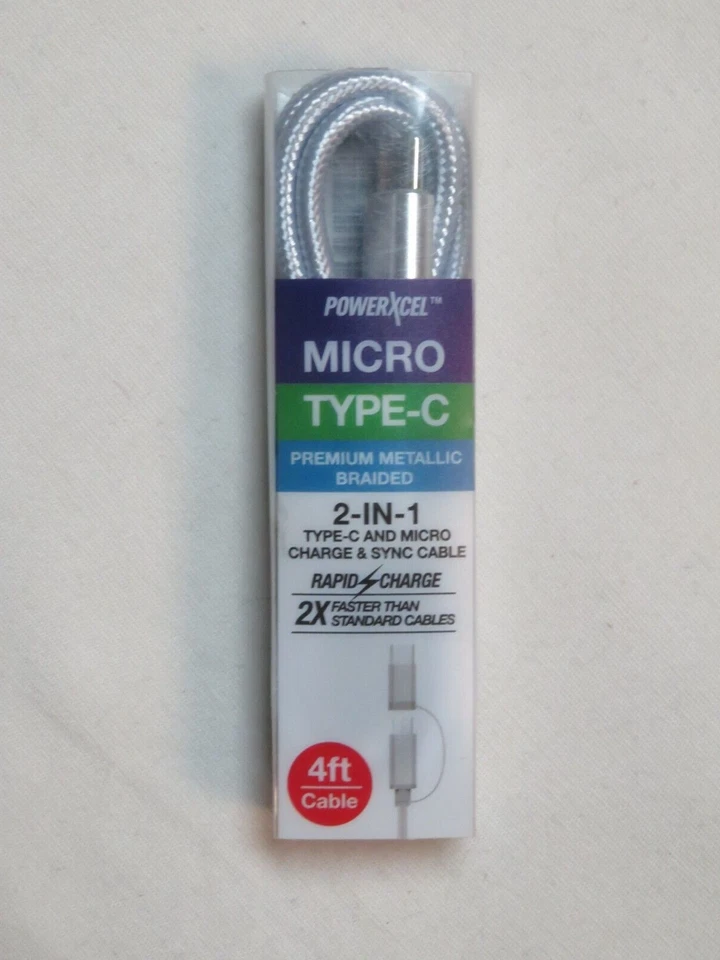 POWERXCEL™
MICRO
TYPE-C
PREMIUM METALLIC
BRAIDED
2-IN-1
TYPE-C AND MICRO
CHARGE & SYNC CABLE
RAPID CHARGE
2X FASTER THAN
STANDARD CABLES
4ft
Cable